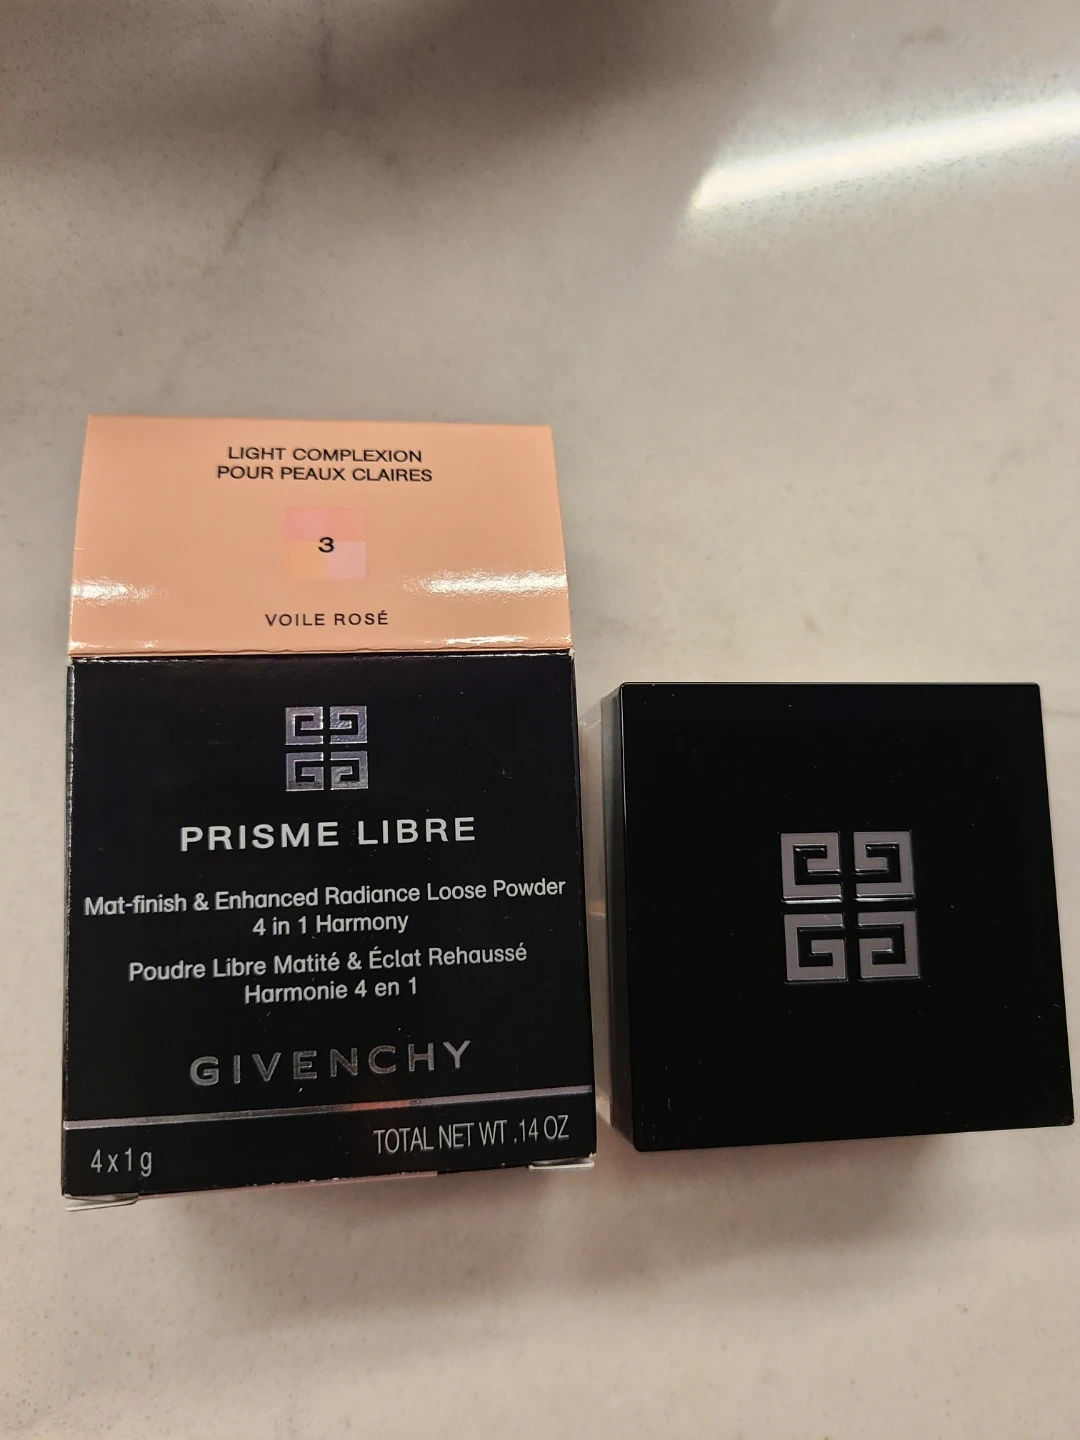 LIGHT COMPLEXION
POUR PEAUX CLAIRES
3
VOILE ROSÉ
PRISME LIBRE
Mat-finish & Enhanced Radiance Loose Powder
4 in 1 Harmony
Poudre Libre Matité & Éclat Rehaussé
Harmonie 4 en 1
GIVENCHY
4x1g
TOTAL NET WT .14 OZ